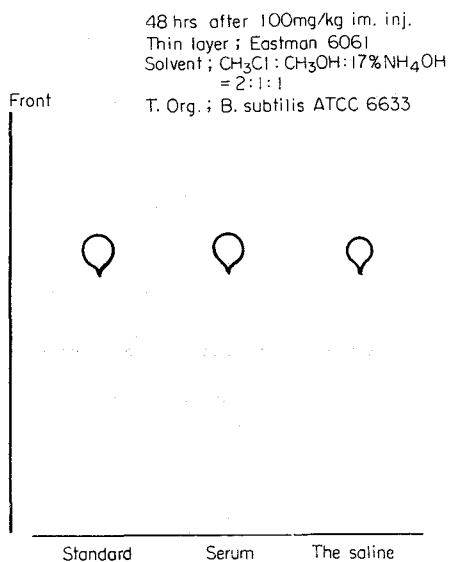 48 hrs after 100mg/kg im. inj.
Thin layer ; Eastman 6061
Solvent ; CH₃Cl : CH₃OH : 17% NH₄OH
= 2 : 1 : 1
T. Org. ; B. subtilis ATCC 6633
Front
Standard Serum The saline